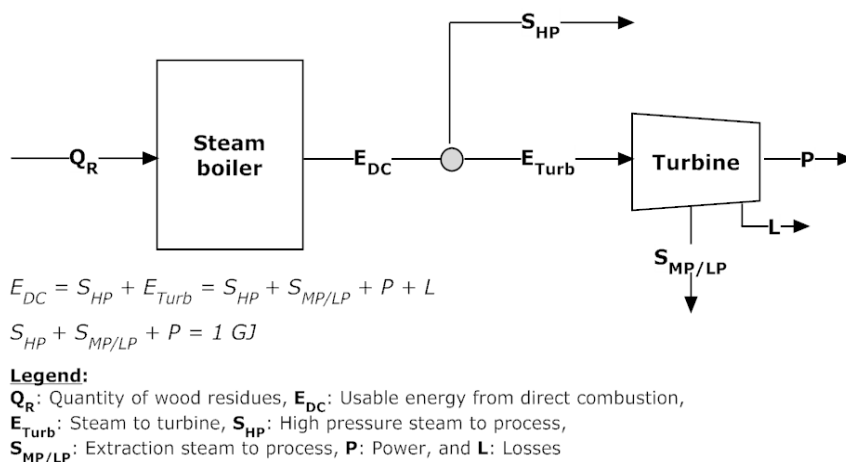 S_HP
Steam
boiler
Q_R
E_DC
E_Turb
Turbine
P
L
S_MP/LP
E_DC = S_HP + E_Turb = S_HP + S_MP/LP + P + L
S_HP + S_MP/LP + P = 1 GJ
Legend:
Q_R: Quantity of wood residues, E_DC: Usable energy from direct combustion,
E_Turb: Steam to turbine, S_HP: High pressure steam to process,
S_MP/LP: Extraction steam to process, P: Power, and L: Losses